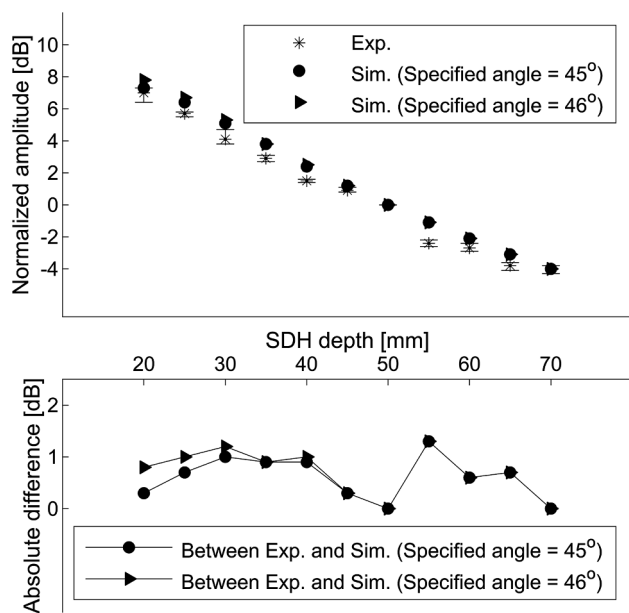 Normalized amplitude [dB]
10
8
6
4
2
0
-2
-4
Exp.
Sim. (Specified angle = 45°)
Sim. (Specified angle = 46°)
SDH depth [mm]
20 30 40 50 60 70
Absolute difference [dB]
2
1
0
Between Exp. and Sim. (Specified angle = 45°)
Between Exp. and Sim. (Specified angle = 46°)